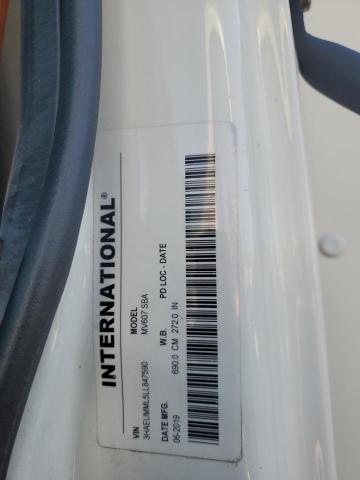 INTERNATIONAL®
VIN MODEL PD LOC - DATE
3HAEUMML5LL847590 MV607 SBA
DATE MFG. W.B.
06-2019 690.0 CM 272.0 IN